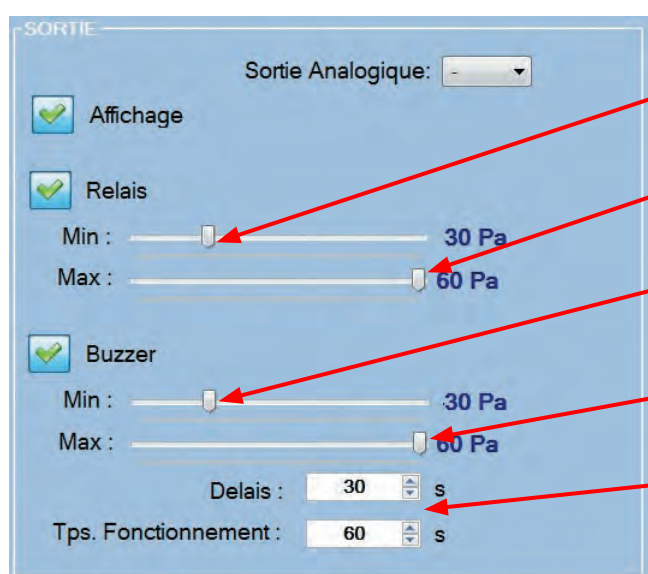 SORTIE
Sortie Analogique: -
Affichage
Relais
Min : 30 Pa
Max : 60 Pa
Buzzer
Min : 30 Pa
Max : 60 Pa
Delais : 30 s
Tps. Fonctionnement : 60 s